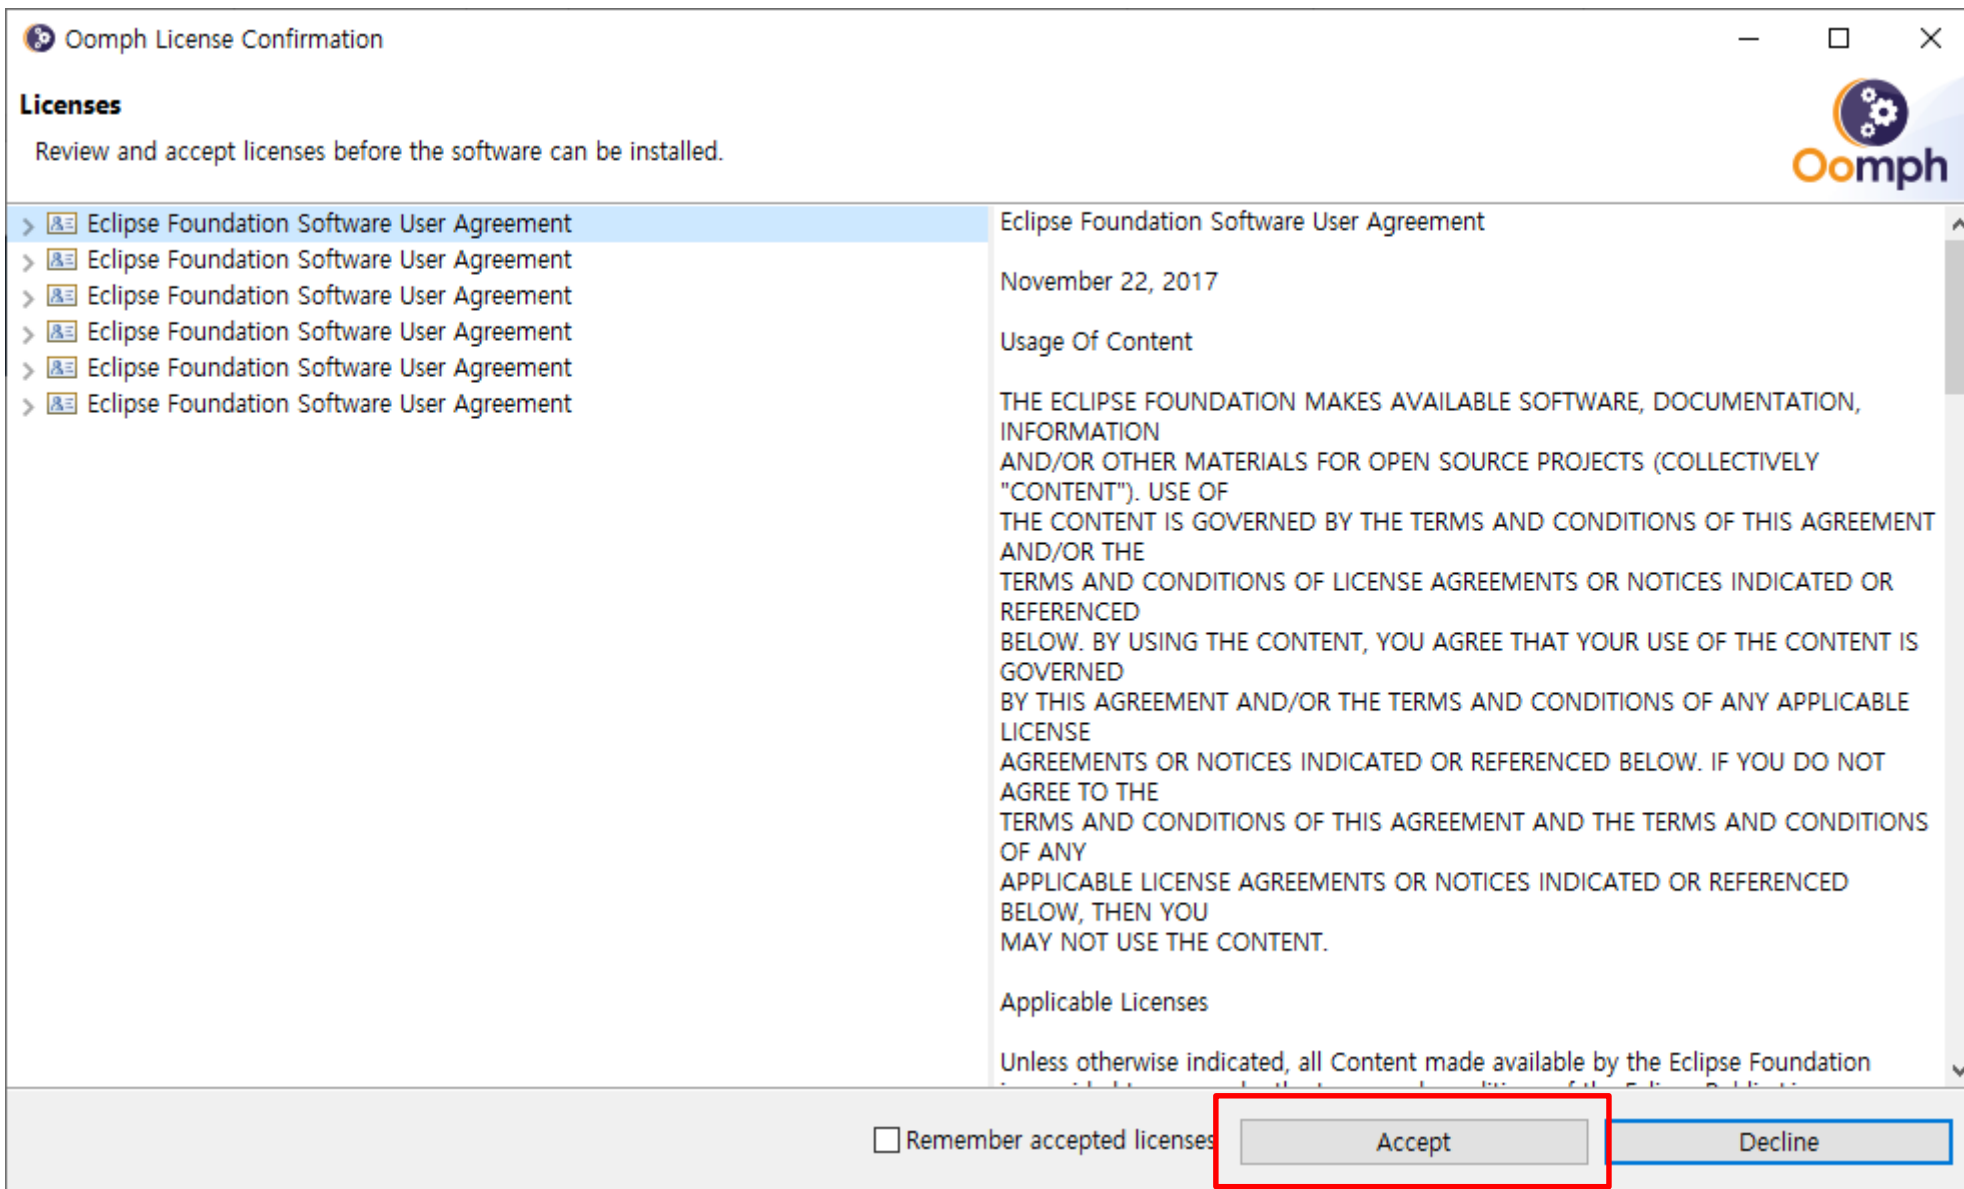 Oomph License Confirmation
Licenses
Review and accept licenses before the software can be installed.
Oomph
Eclipse Foundation Software User Agreement
Eclipse Foundation Software User Agreement
Eclipse Foundation Software User Agreement
Eclipse Foundation Software User Agreement
Eclipse Foundation Software User Agreement
Eclipse Foundation Software User Agreement
Eclipse Foundation Software User Agreement
November 22, 2017
Usage Of Content
THE ECLIPSE FOUNDATION MAKES AVAILABLE SOFTWARE, DOCUMENTATION,
INFORMATION
AND/OR OTHER MATERIALS FOR OPEN SOURCE PROJECTS (COLLECTIVELY
"CONTENT"). USE OF
THE CONTENT IS GOVERNED BY THE TERMS AND CONDITIONS OF THIS AGREEMENT
AND/OR THE
TERMS AND CONDITIONS OF LICENSE AGREEMENTS OR NOTICES INDICATED OR
REFERENCED
BELOW. BY USING THE CONTENT, YOU AGREE THAT YOUR USE OF THE CONTENT IS
GOVERNED
BY THIS AGREEMENT AND/OR THE TERMS AND CONDITIONS OF ANY APPLICABLE
LICENSE
AGREEMENTS OR NOTICES INDICATED OR REFERENCED BELOW. IF YOU DO NOT
AGREE TO THE
TERMS AND CONDITIONS OF THIS AGREEMENT AND THE TERMS AND CONDITIONS
OF ANY
APPLICABLE LICENSE AGREEMENTS OR NOTICES INDICATED OR REFERENCED
BELOW, THEN YOU
MAY NOT USE THE CONTENT.
Applicable Licenses
Unless otherwise indicated, all Content made available by the Eclipse Foundation
Remember accepted licenses
Accept
Decline